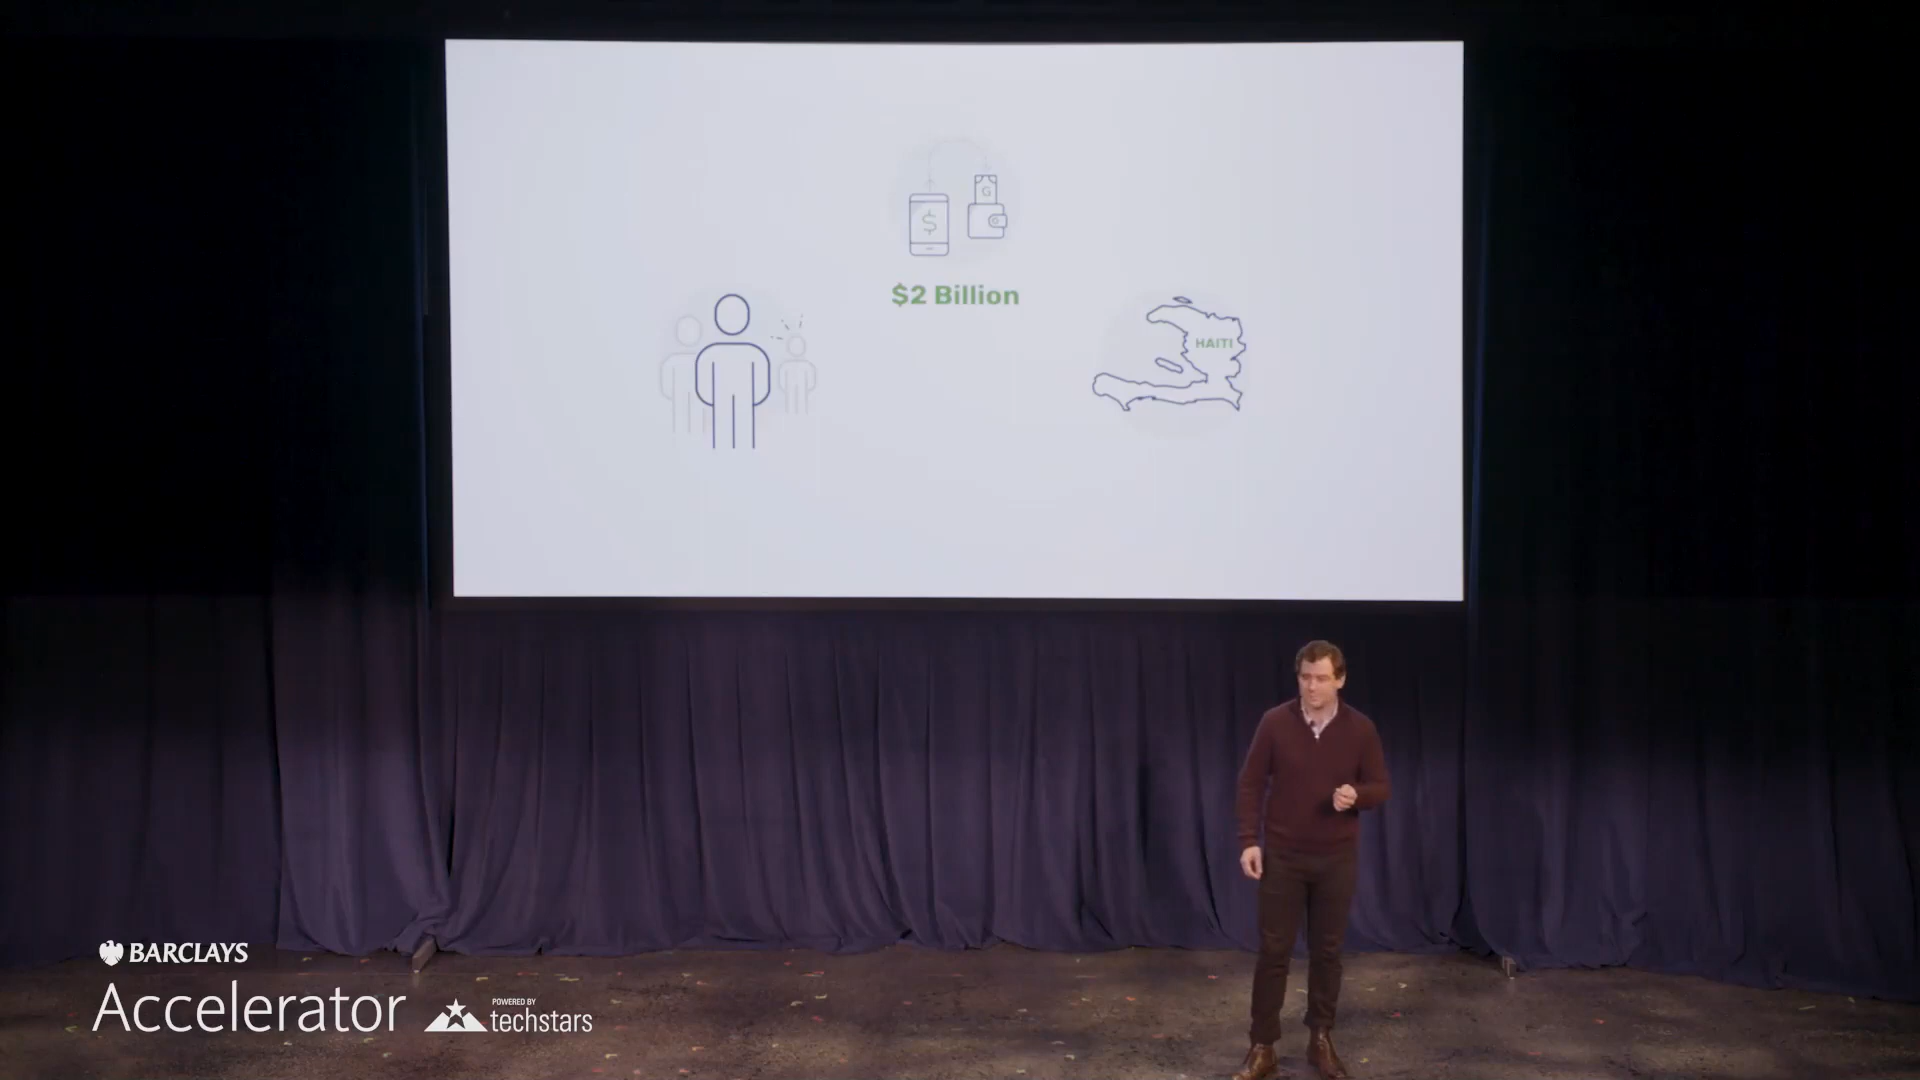 $
G
$2 Billion
HAITI
BARCLAYS
Accelerator
POWERED BY
techstars